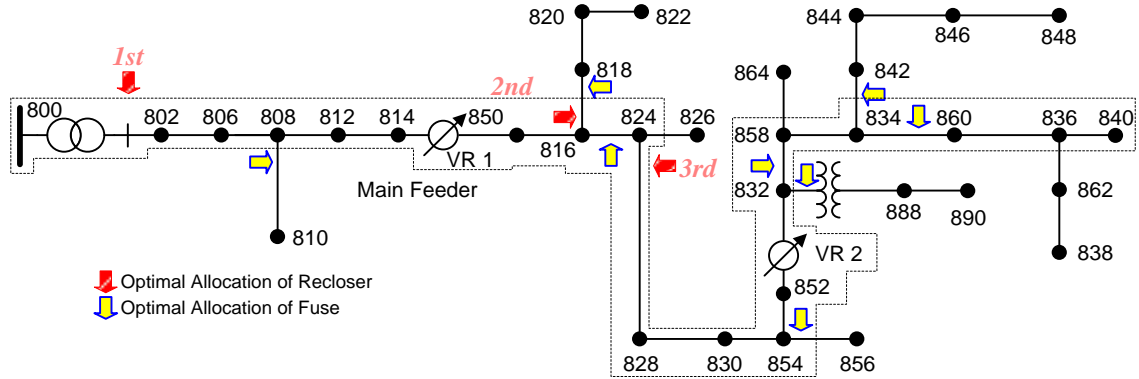 820 822
844 846 848
1st
818
2nd
864
842
800
802 806 808 812 814 850
VR 1
816
824 826
858 834 860 836 840
3rd
Main Feeder
832
888 890
862
810
VR 2
838
852
Optimal Allocation of Recloser
Optimal Allocation of Fuse
828 830 854 856